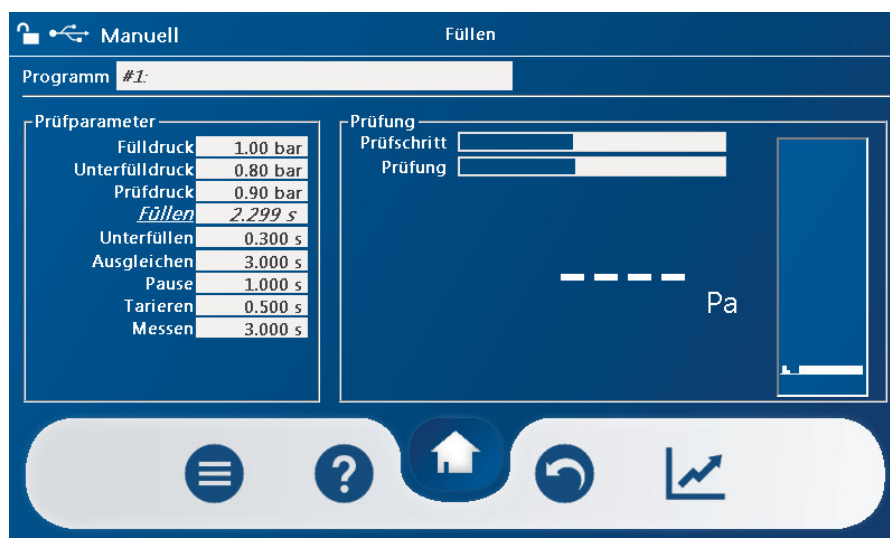 Manuell Füllen
Programm #1:
Prüfparameter
Fülldruck 1.00 bar
Unterfülldruck 0.80 bar
Prüfdruck 0.90 bar
Füllen 2.299 s
Unterfüllen 0.300 s
Ausgleichen 3.000 s
Pause 1.000 s
Tarieren 0.500 s
Messen 3.000 s
Prüfung
Prüfschritt
Prüfung
– – – –
Pa
?